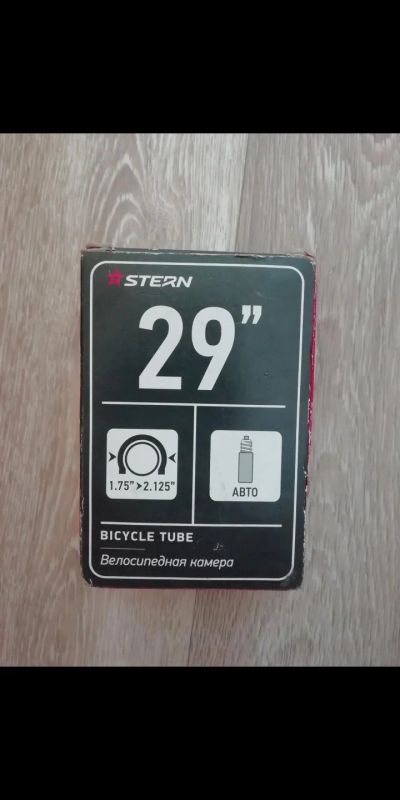 STERN
29"
1.75">2.125"
АВТО
BICYCLE TUBE
Велосипедная камера